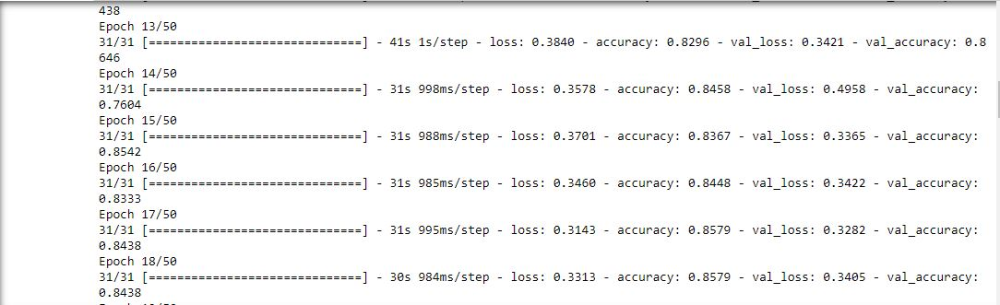 438
Epoch 13/50
31/31 [==============================] - 41s 1s/step - loss: 0.3840 - accuracy: 0.8296 - val_loss: 0.3421 - val_accuracy: 0.8
646
Epoch 14/50
31/31 [==============================] - 31s 998ms/step - loss: 0.3578 - accuracy: 0.8458 - val_loss: 0.4958 - val_accuracy:
0.7604
Epoch 15/50
31/31 [==============================] - 31s 988ms/step - loss: 0.3701 - accuracy: 0.8367 - val_loss: 0.3365 - val_accuracy:
0.8542
Epoch 16/50
31/31 [==============================] - 31s 985ms/step - loss: 0.3460 - accuracy: 0.8448 - val_loss: 0.3422 - val_accuracy:
0.8333
Epoch 17/50
31/31 [==============================] - 31s 995ms/step - loss: 0.3143 - accuracy: 0.8579 - val_loss: 0.3282 - val_accuracy:
0.8438
Epoch 18/50
31/31 [==============================] - 30s 984ms/step - loss: 0.3313 - accuracy: 0.8579 - val_loss: 0.3405 - val_accuracy:
0.8438